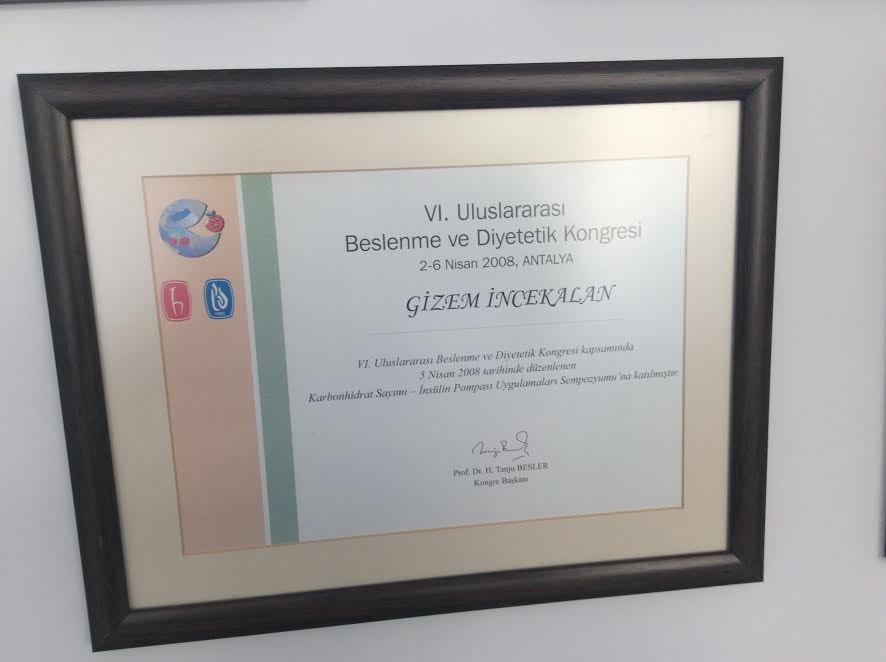 VI. Uluslararası
Beslenme ve Diyetetik Kongresi
2-6 Nisan 2008, ANTALYA
GİZEM İNCEKALAN
VI. Uluslararası Beslenme ve Diyetetik Kongresi kapsamında
5 Nisan 2008 tarihinde düzenlenen
Karbonhidrat Sayımı – İnsülin Pompası Uygulamaları Sempozyumu'na katılmıştır.
Prof. Dr. H. Tanju BESLER
Kongre Başkanı